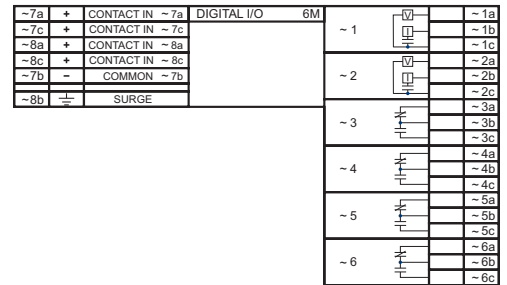 ~7a + CONTACT IN ~7a DIGITAL I/O 6M
~7c + CONTACT IN ~7c
~8a + CONTACT IN ~8a
~8c + CONTACT IN ~8c
~7b – COMMON ~7b
~8b SURGE
~1 V I ~1a
~1b
~1c
~2 V I ~2a
~2b
~2c
~3 ~3a
~3b
~3c
~4 ~4a
~4b
~4c
~5 ~5a
~5b
~5c
~6 ~6a
~6b
~6c